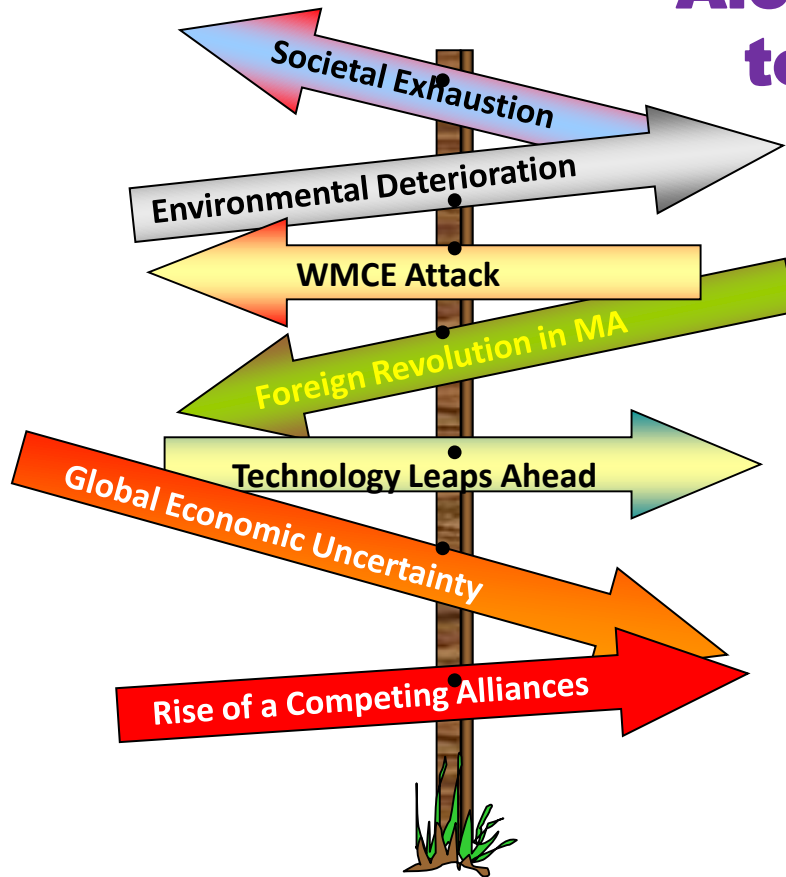 Societal Exhaustion
Environmental Deterioration
WMCE Attack
Foreign Revolution in MA
Technology Leaps Ahead
Global Economic Uncertainty
Rise of a Competing Alliances